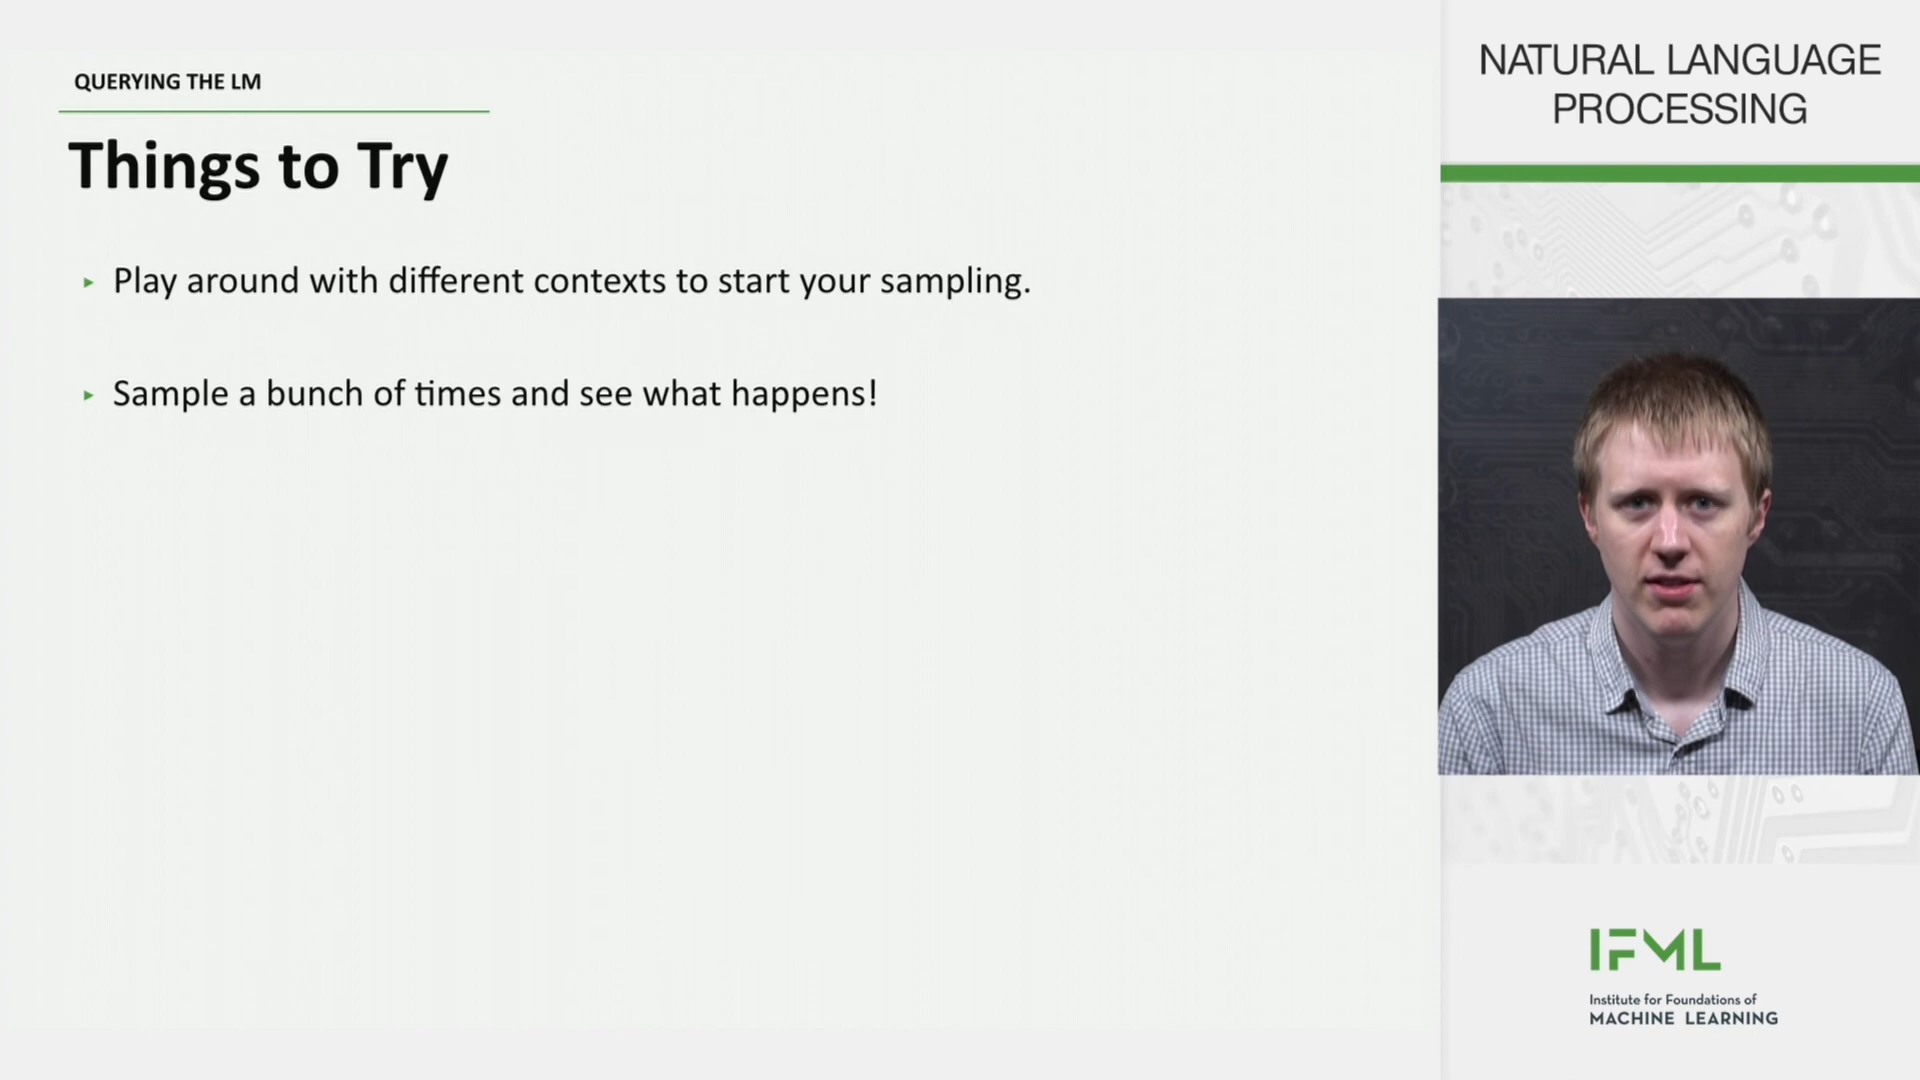 QUERYING THE LM
Things to Try
Play around with different contexts to start your sampling.
Sample a bunch of times and see what happens!
NATURAL LANGUAGE
PROCESSING
IFML
Institute for Foundations of
MACHINE LEARNING